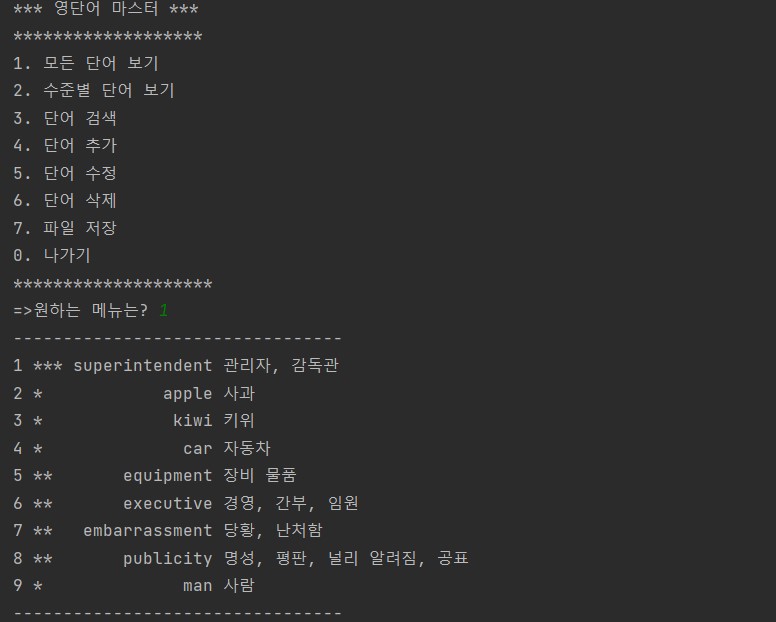 *** 영단어 마스터 ***
*******************
1. 모든 단어 보기
2. 수준별 단어 보기
3. 단어 검색
4. 단어 추가
5. 단어 수정
6. 단어 삭제
7. 파일 저장
0. 나가기
********************
=>원하는 메뉴는? 1
---------------------------------
1 *** superintendent 관리자, 감독관
2 *            apple 사과
3 *             kiwi 키위
4 *              car 자동차
5 **       equipment 장비 물품
6 **       executive 경영, 간부, 임원
7 **   embarrassment 당황, 난처함
8 **       publicity 명성, 평판, 널리 알려짐, 공표
9 *              man 사람
---------------------------------